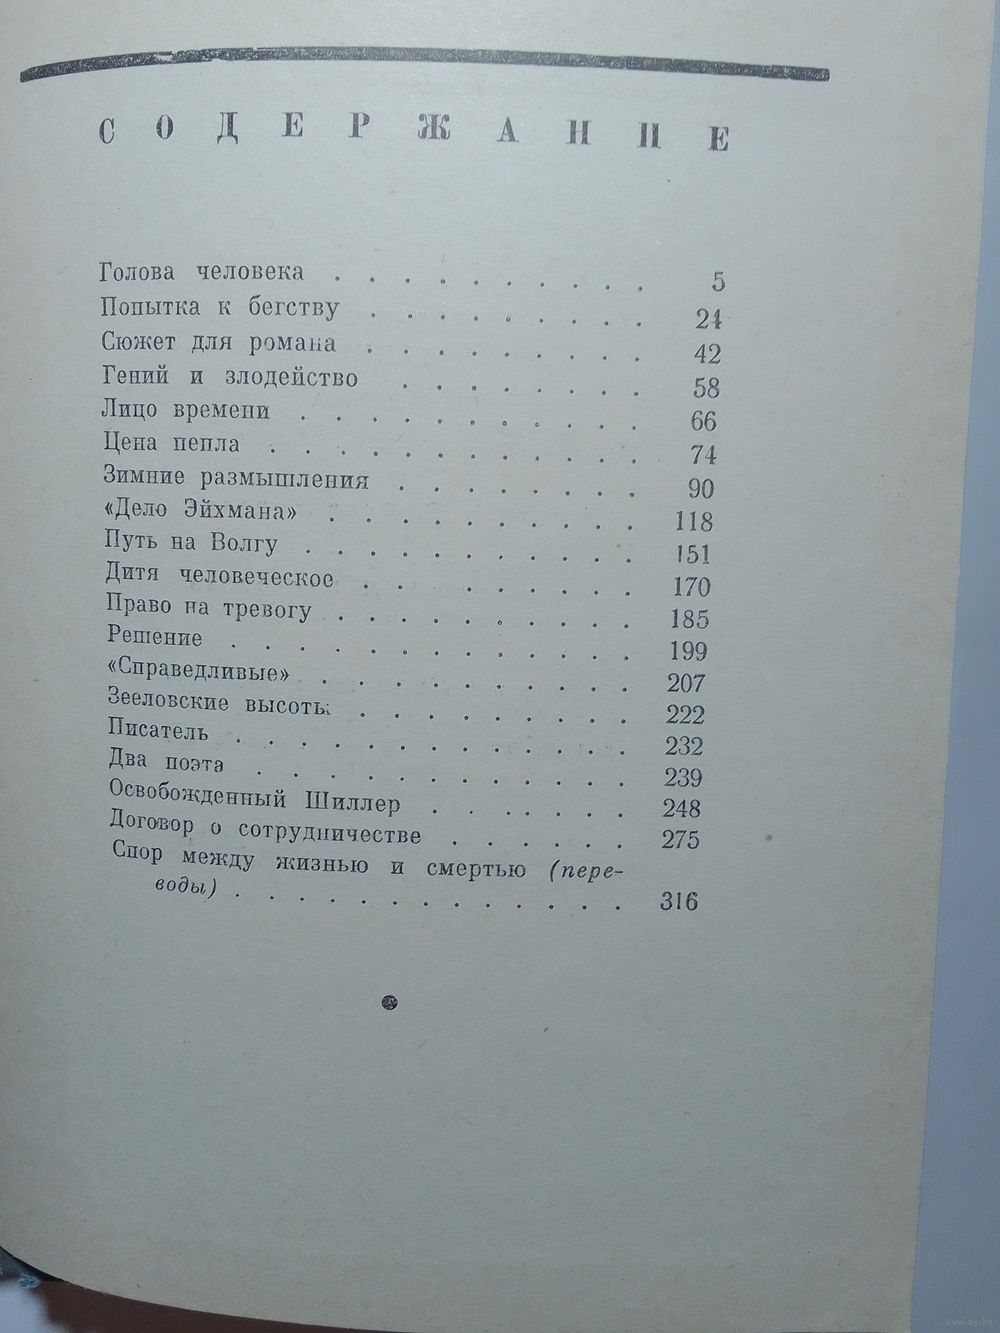 СОДЕРЖАНИЕ
Голова человека . . . . . . . . . 5
Попытка к бегству . . . . . . . . 24
Сюжет для романа . . . . . . . . 42
Гений и злодейство . . . . . . . 58
Лицо времени . . . . . . . . . . 66
Цена пепла . . . . . . . . . . . 74
Зимние размышления . . . . . . . 90
«Дело Эйхмана» . . . . . . . . . 118
Путь на Волгу . . . . . . . . . . 151
Дитя человеческое . . . . . . . 170
Право на тревогу . . . . . . . . . 185
Решение . . . . . . . . . . . . 199
«Справедливые» . . . . . . . . . 207
Зееловские высоты . . . . . . . . 222
Писатель . . . . . . . . . . . . 232
Два поэта . . . . . . . . . . . 239
Освобожденный Шиллер . . . . . . 248
Договор о сотрудничестве . . . . . . 275
Спор между жизнью и смертью (пере-
воды) . . . . . . . . . . . . 316
www.ay.by